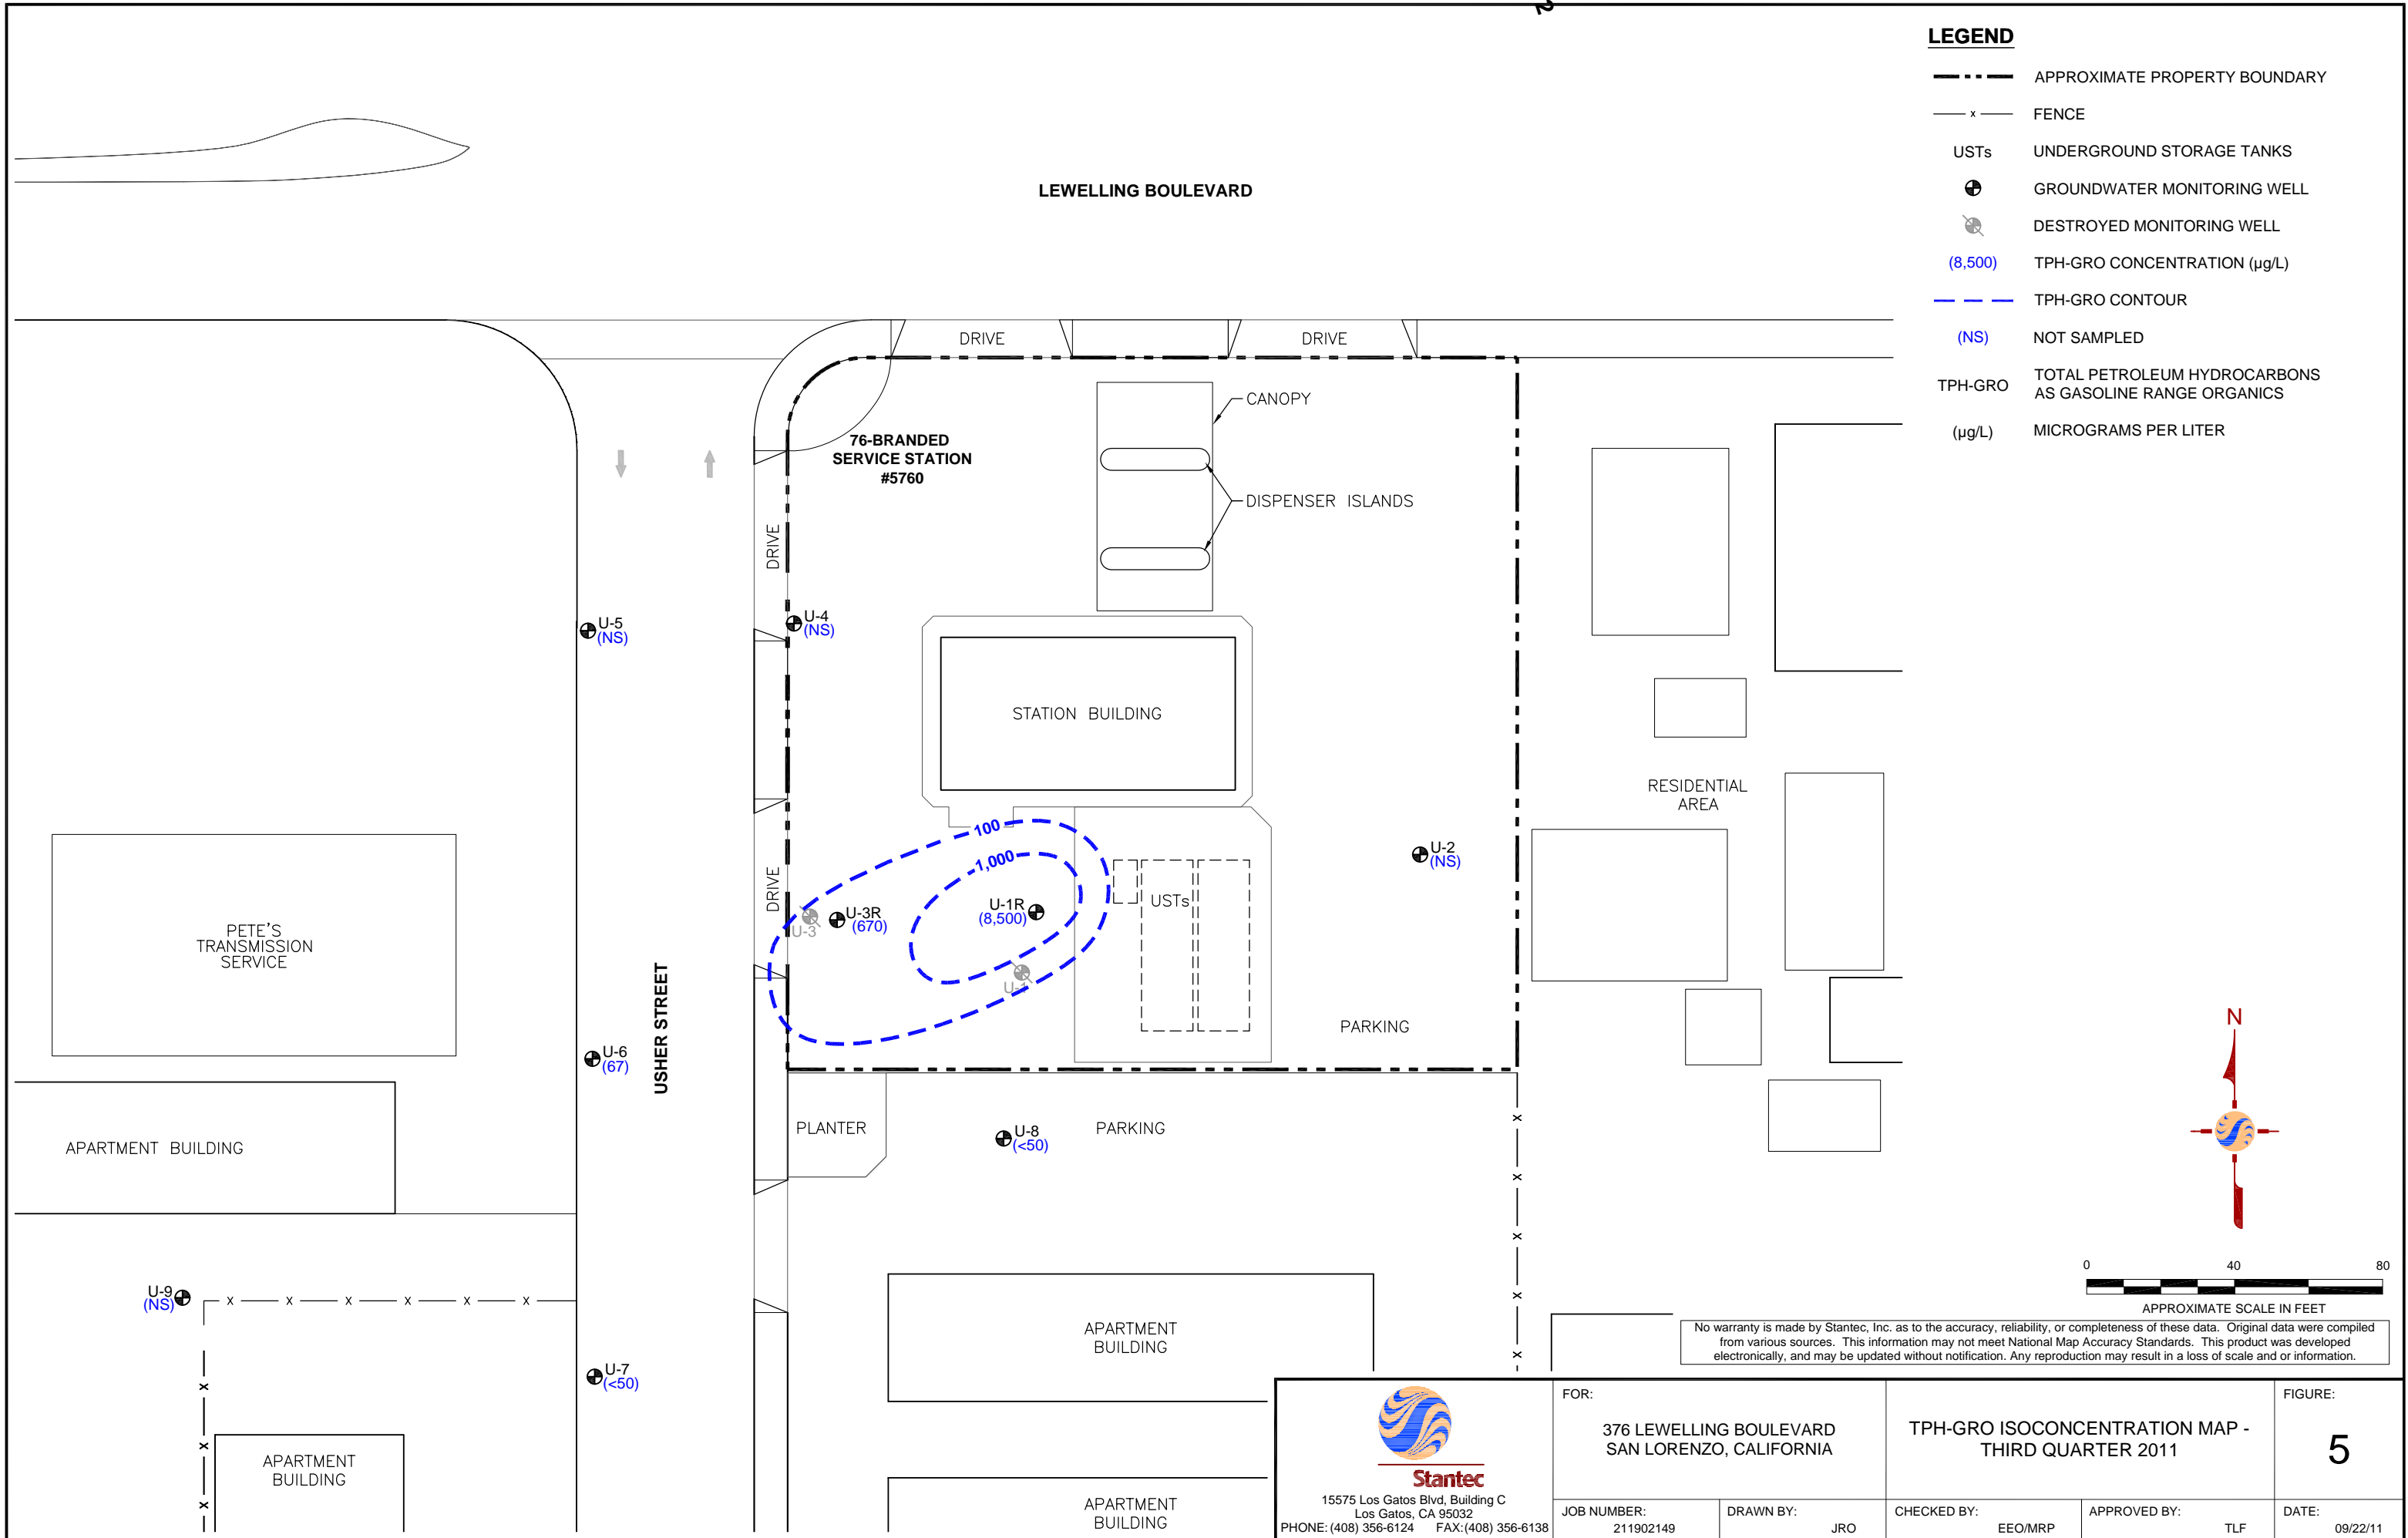 2
LEGEND
APPROXIMATE PROPERTY BOUNDARY
x FENCE
USTs UNDERGROUND STORAGE TANKS
GROUNDWATER MONITORING WELL
DESTROYED MONITORING WELL
(8,500) TPH-GRO CONCENTRATION (µg/L)
TPH-GRO CONTOUR
(NS) NOT SAMPLED
TPH-GRO TOTAL PETROLEUM HYDROCARBONS
AS GASOLINE RANGE ORGANICS
(µg/L) MICROGRAMS PER LITER
LEWELLING BOULEVARD
DRIVE
DRIVE
CANOPY
76-BRANDED
SERVICE STATION
#5760
DISPENSER ISLANDS
DRIVE
U-5
(NS)
U-4
(NS)
STATION BUILDING
RESIDENTIAL
AREA
100
1,000
U-2
(NS)
DRIVE
USTs
U-3R
(670)
U-3
U-1R
(8,500)
U-1
PETE'S
TRANSMISSION
SERVICE
USHER STREET
PARKING
N
U-6
(67)
PLANTER
U-8
(<50)
PARKING
APARTMENT BUILDING
x
x
x
x
x
U-9
(NS)
x x x x x x
x
x
x
U-7
(<50)
APARTMENT
BUILDING
APARTMENT
BUILDING
APARTMENT
BUILDING
0 40 80
APPROXIMATE SCALE IN FEET
No warranty is made by Stantec, Inc. as to the accuracy, reliability, or completeness of these data. Original data were compiled
from various sources. This information may not meet National Map Accuracy Standards. This product was developed
electronically, and may be updated without notification. Any reproduction may result in a loss of scale and or information.
Stantec
15575 Los Gatos Blvd, Building C
Los Gatos, CA 95032
PHONE: (408) 356-6124 FAX:(408) 356-6138
FOR:
376 LEWELLING BOULEVARD
SAN LORENZO, CALIFORNIA
TPH-GRO ISOCONCENTRATION MAP -
THIRD QUARTER 2011
FIGURE:
5
JOB NUMBER:
211902149
DRAWN BY:
JRO
CHECKED BY:
EEO/MRP
APPROVED BY:
TLF
DATE:
09/22/11